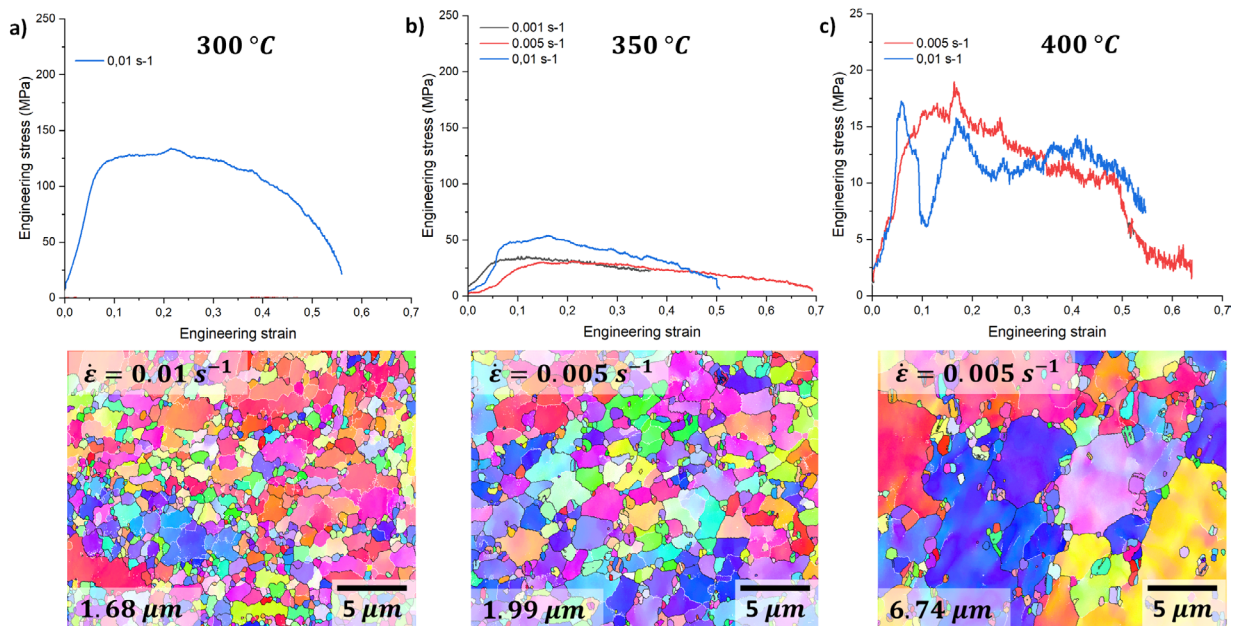 a)
300 °C
0,01 s-1
Engineering stress (MPa)
250
200
150
100
50
0
0,0 0,1 0,2 0,3 0,4 0,5 0,6 0,7
Engineering strain
b)
350 °C
0.001 s-1
0.005 s-1
0,01 s-1
Engineering stress (MPa)
250
200
150
100
50
0
0,0 0,1 0,2 0,3 0,4 0,5 0,6 0,7
Engineering strain
c)
400 °C
0.005 s-1
0,01 s-1
Engineering stress (MPa)
25
20
15
10
5
0
0,0 0,1 0,2 0,3 0,4 0,5 0,6 0,7
Engineering strain
ε̇ = 0.01 s⁻¹
1.68 μm
5 μm
ε̇ = 0.005 s⁻¹
1.99 μm
5 μm
ε̇ = 0.005 s⁻¹
6.74 μm
5 μm